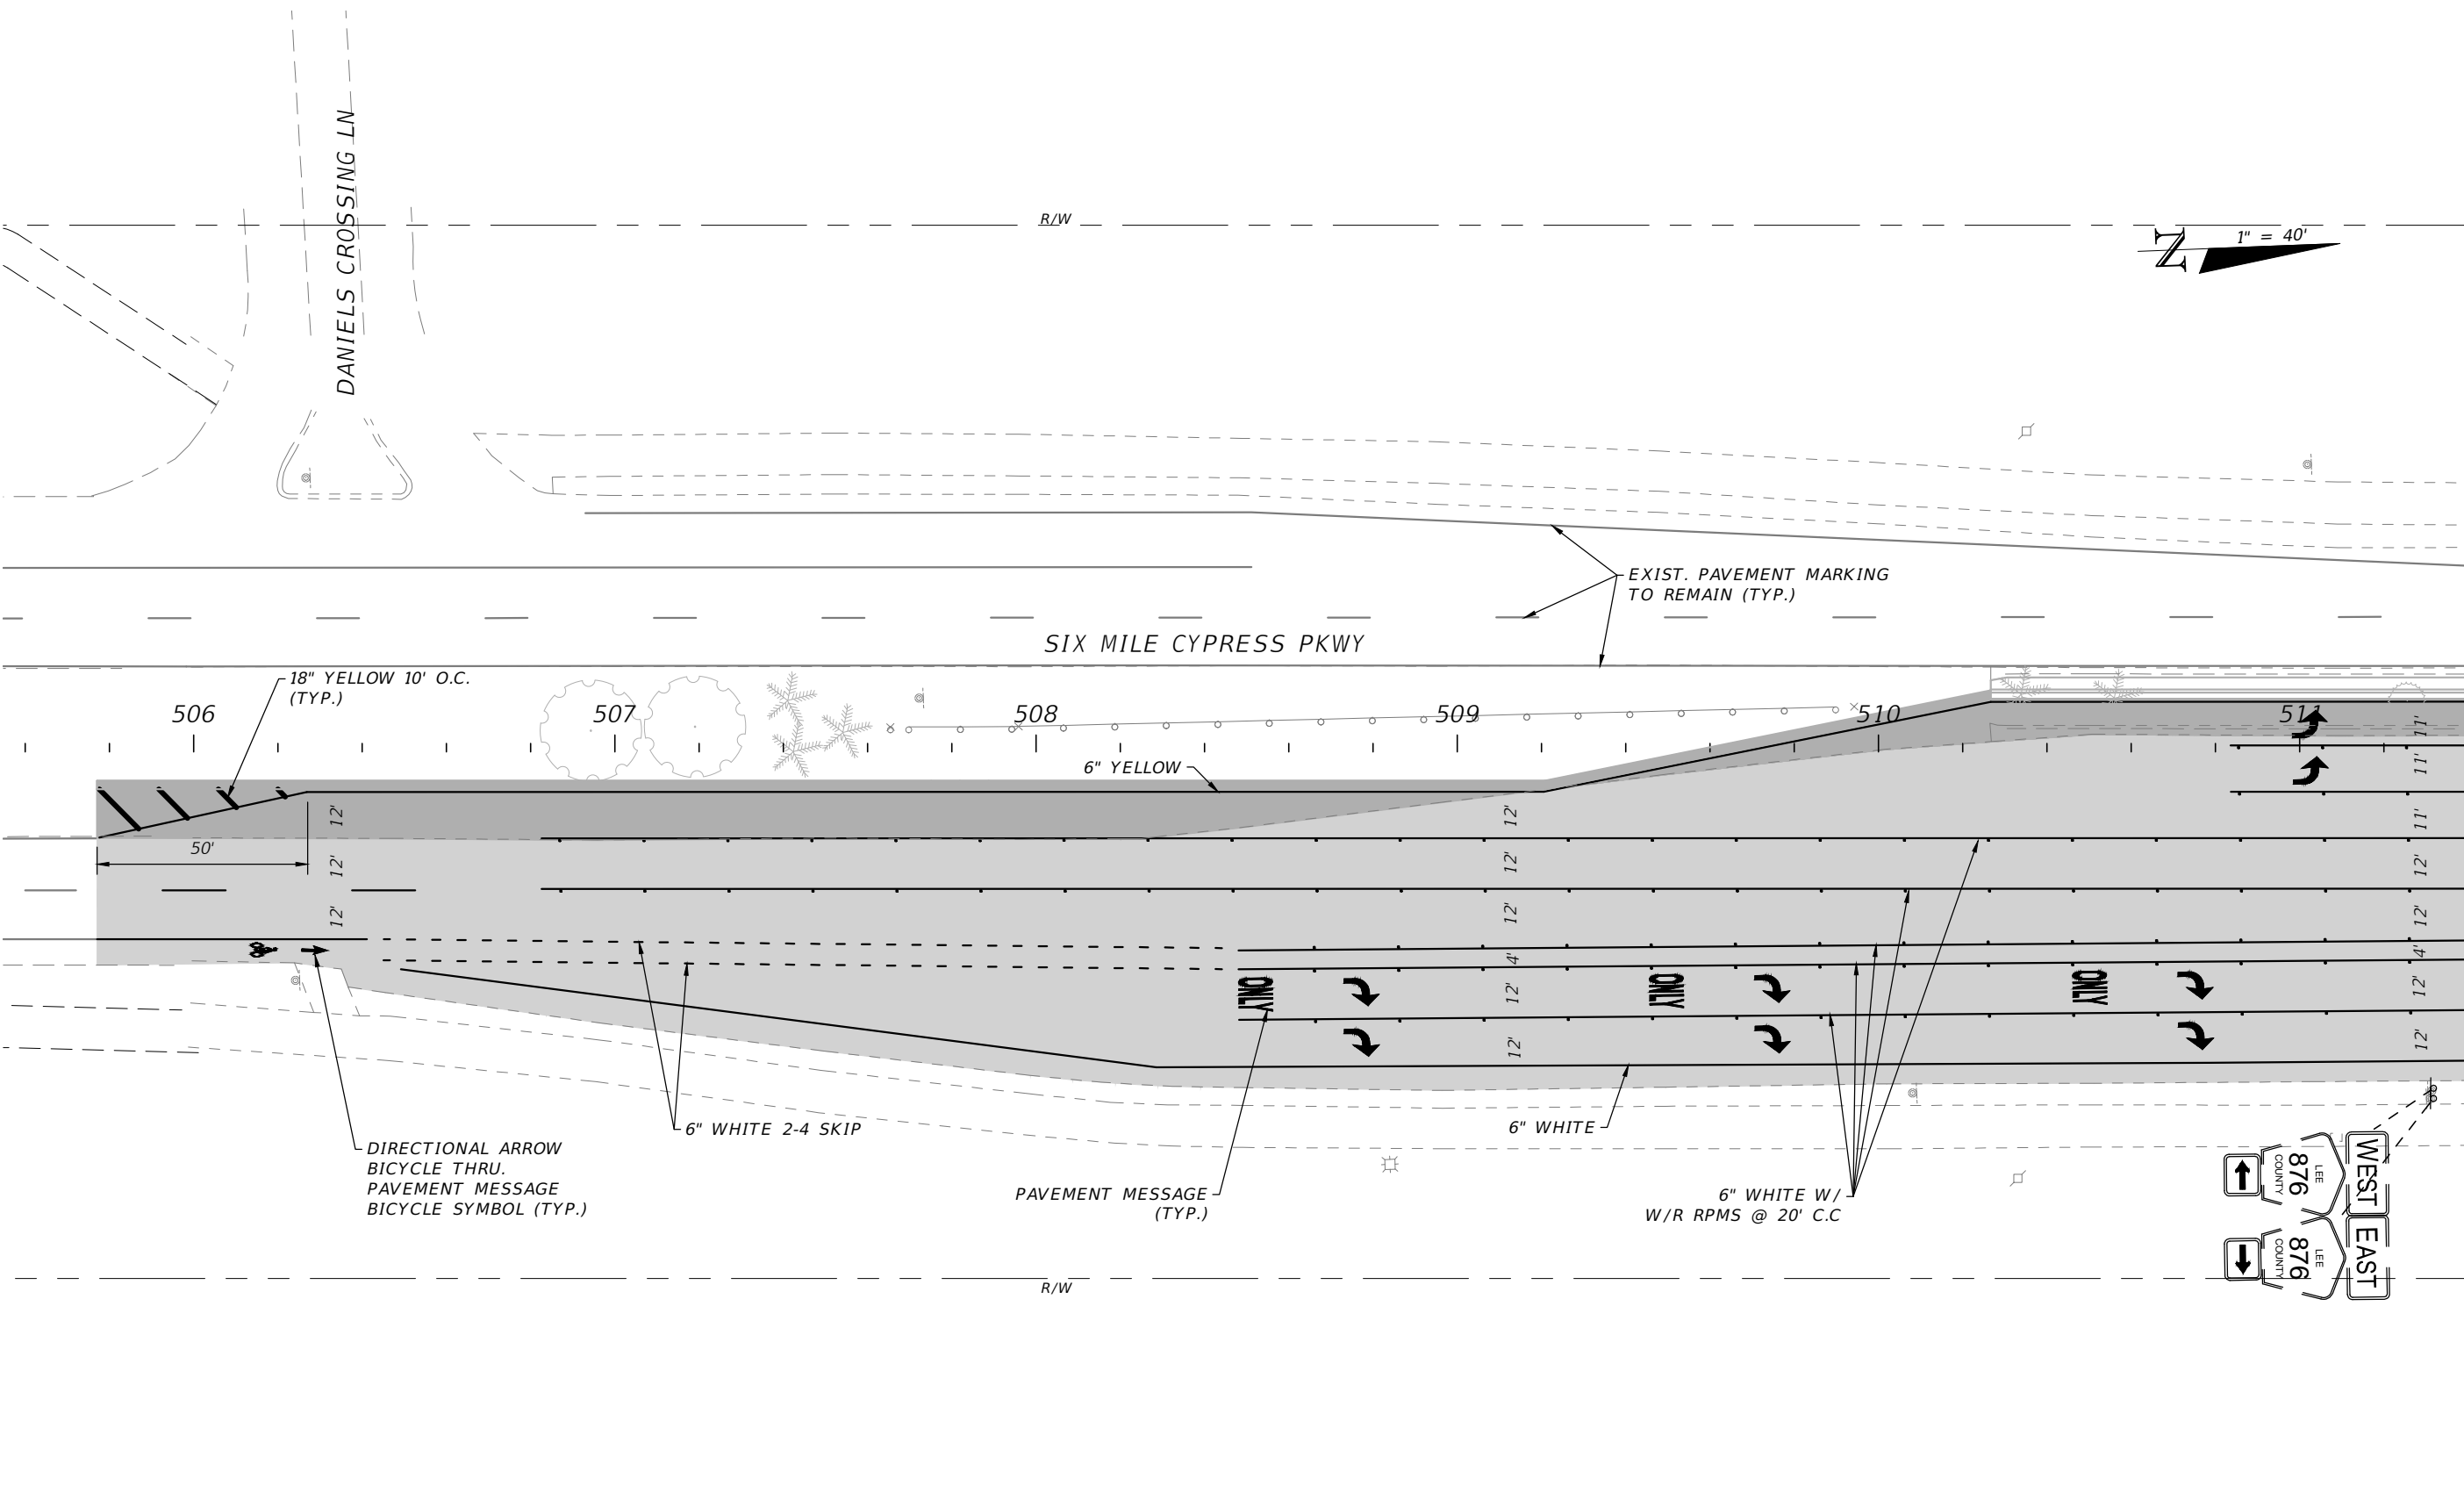 DANIELS CROSSING LN
R/W
N
1" = 40'
EXIST. PAVEMENT MARKING
TO REMAIN (TYP.)
SIX MILE CYPRESS PKWY
18" YELLOW 10' O.C.
(TYP.)
506
507
508
509
510
511
6" YELLOW
50'
12'
12'
12'
12'
12'
12'
4'
12'
12'
11'
11'
11'
12'
12'
4'
12'
12'
ONLY
ONLY
ONLY
6" WHITE 2-4 SKIP
6" WHITE
DIRECTIONAL ARROW
BICYCLE THRU.
PAVEMENT MESSAGE
BICYCLE SYMBOL (TYP.)
PAVEMENT MESSAGE
(TYP.)
6" WHITE W/
W/R RPMS @ 20' C.C
WEST
LEE
876
COUNTY
EAST
LEE
876
COUNTY
R/W